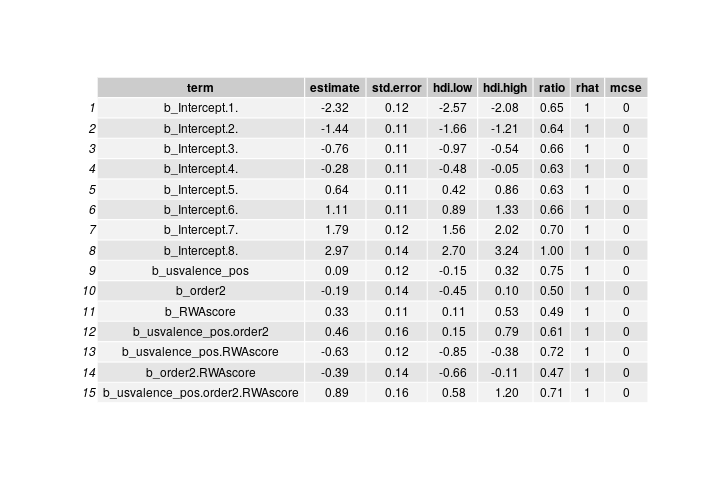 term estimate std.error hdi.low hdi.high ratio rhat mcse
1 b_Intercept.1. -2.32 0.12 -2.57 -2.08 0.65 1 0
2 b_Intercept.2. -1.44 0.11 -1.66 -1.21 0.64 1 0
3 b_Intercept.3. -0.76 0.11 -0.97 -0.54 0.66 1 0
4 b_Intercept.4. -0.28 0.11 -0.48 -0.05 0.63 1 0
5 b_Intercept.5. 0.64 0.11 0.42 0.86 0.63 1 0
6 b_Intercept.6. 1.11 0.11 0.89 1.33 0.66 1 0
7 b_Intercept.7. 1.79 0.12 1.56 2.02 0.70 1 0
8 b_Intercept.8. 2.97 0.14 2.70 3.24 1.00 1 0
9 b_usvalence_pos 0.09 0.12 -0.15 0.32 0.75 1 0
10 b_order2 -0.19 0.14 -0.45 0.10 0.50 1 0
11 b_RWAscore 0.33 0.11 0.11 0.53 0.49 1 0
12 b_usvalence_pos.order2 0.46 0.16 0.15 0.79 0.61 1 0
13 b_usvalence_pos.RWAscore -0.63 0.12 -0.85 -0.38 0.72 1 0
14 b_order2.RWAscore -0.39 0.14 -0.66 -0.11 0.47 1 0
15 b_usvalence_pos.order2.RWAscore 0.89 0.16 0.58 1.20 0.71 1 0